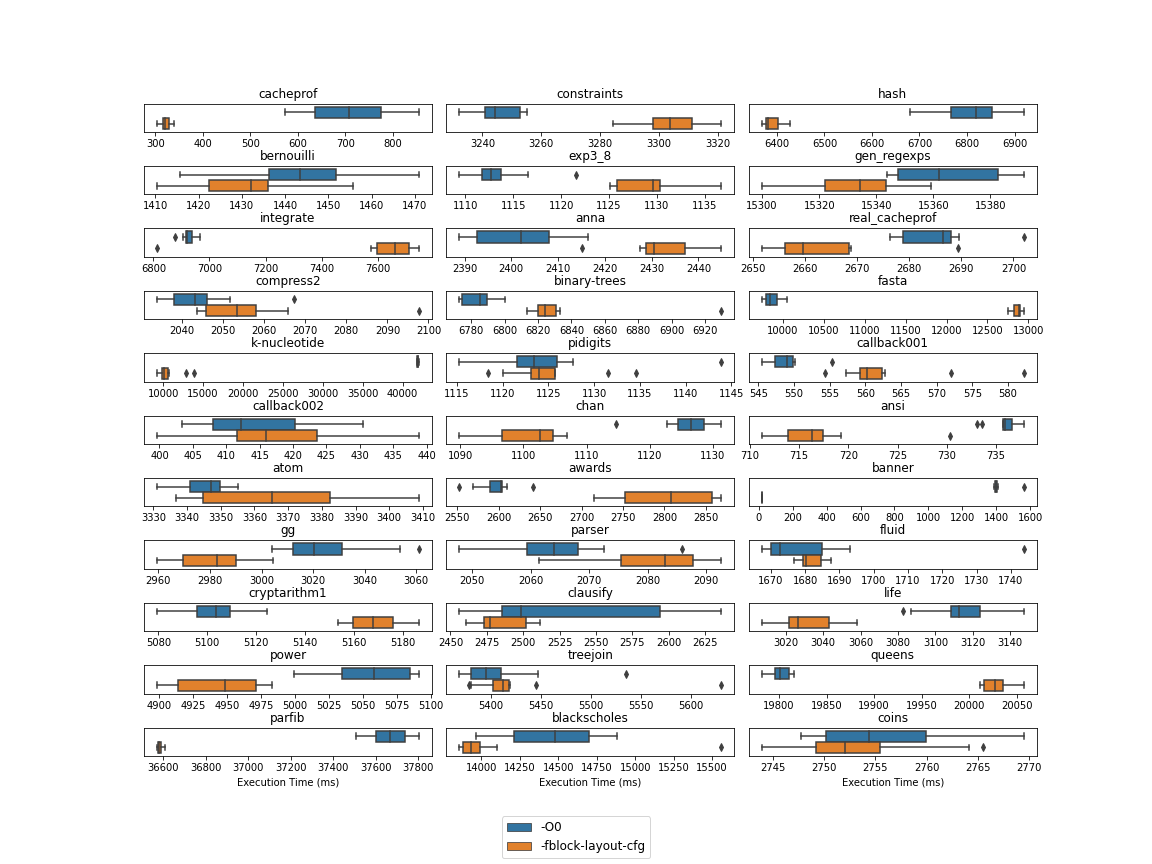 cacheprof constraints hash
300 400 500 600 700 800 3240 3260 3280 3300 3320 6400 6500 6600 6700 6800 6900
bernouilli exp3_8 gen_regexps
1410 1420 1430 1440 1450 1460 1470 1110 1115 1120 1125 1130 1135 15300 15320 15340 15360 15380
integrate anna real_cacheprof
6800 7000 7200 7400 7600 2390 2400 2410 2420 2430 2440 2650 2660 2670 2680 2690 2700
compress2 binary-trees fasta
2040 2050 2060 2070 2080 2090 2100 6780 6800 6820 6840 6860 6880 6900 6920 10000 10500 11000 11500 12000 12500 13000
k-nucleotide pidigits callback001
10000 15000 20000 25000 30000 35000 40000 1115 1120 1125 1130 1135 1140 1145 545 550 555 560 565 570 575 580
callback002 chan ansi
400 405 410 415 420 425 430 435 440 1090 1100 1110 1120 1130 710 715 720 725 730 735
atom awards banner
3330 3340 3350 3360 3370 3380 3390 3400 3410 2550 2600 2650 2700 2750 2800 2850 0 200 400 600 800 1000 1200 1400 1600
gg parser fluid
2960 2980 3000 3020 3040 3060 2050 2060 2070 2080 2090 1670 1680 1690 1700 1710 1720 1730 1740
cryptarithm1 clausify life
5080 5100 5120 5140 5160 5180 2450 2475 2500 2525 2550 2575 2600 2625 3020 3040 3060 3080 3100 3120 3140
power treejoin queens
4900 4925 4950 4975 5000 5025 5050 5075 5100 5400 5450 5500 5550 5600 19800 19850 19900 19950 20000 20050
parfib blackscholes coins
36600 36800 37000 37200 37400 37600 37800 14000 14250 14500 14750 15000 15250 15500 2745 2750 2755 2760 2765 2770
Execution Time (ms) Execution Time (ms) Execution Time (ms)
-O0
-fblock-layout-cfg